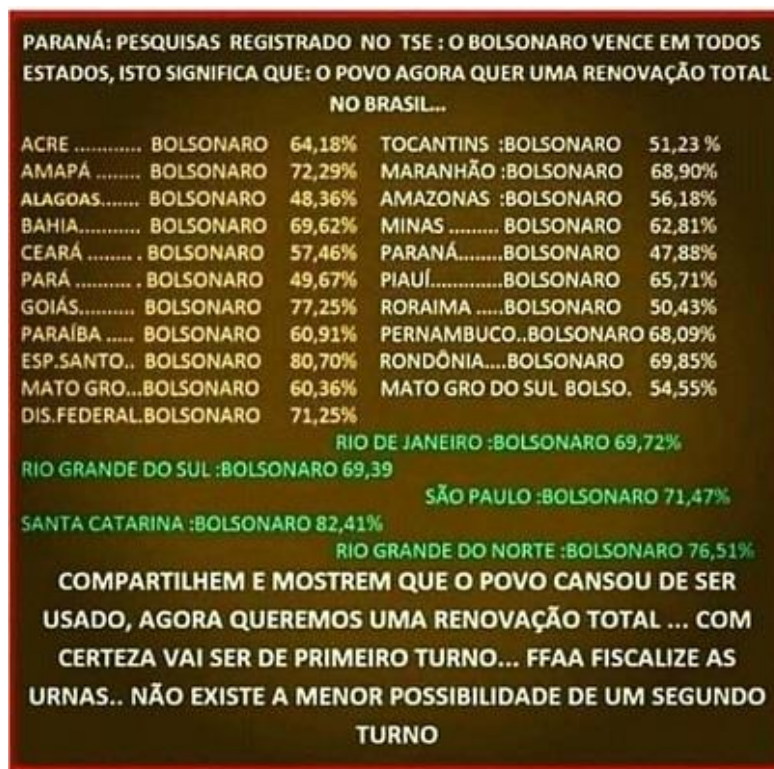 PARANÁ: PESQUISAS REGISTRADO NO TSE : O BOLSONARO VENCE EM TODOS
ESTADOS, ISTO SIGNIFICA QUE: O POVO AGORA QUER UMA RENOVAÇÃO TOTAL
NO BRASIL...
ACRE ............ BOLSONARO 64,18% TOCANTINS :BOLSONARO 51,23 %
AMAPÁ ........ BOLSONARO 72,29% MARANHÃO :BOLSONARO 68,90%
ALAGOAS....... BOLSONARO 48,36% AMAZONAS :BOLSONARO 56,18%
BAHIA............ BOLSONARO 69,62% MINAS ......... BOLSONARO 62,81%
CEARÁ ........ . BOLSONARO 57,46% PARANÁ.........BOLSONARO 47,88%
PARÁ .......... . BOLSONARO 49,67% PIAUÍ.............BOLSONARO 65,71%
GOIÁS.......... BOLSONARO 77,25% RORAIMA .....BOLSONARO 50,43%
PARAÍBA ..... BOLSONARO 60,91% PERNAMBUCO..BOLSONARO 68,09%
ESP.SANTO.. BOLSONARO 80,70% RONDÔNIA....BOLSONARO 69,85%
MATO GRO...BOLSONARO 60,36% MATO GRO DO SUL BOLSO. 54,55%
DIS.FEDERAL.BOLSONARO 71,25%
RIO DE JANEIRO :BOLSONARO 69,72%
RIO GRANDE DO SUL :BOLSONARO 69,39
SÃO PAULO :BOLSONARO 71,47%
SANTA CATARINA :BOLSONARO 82,41%
RIO GRANDE DO NORTE :BOLSONARO 76,51%
COMPARTILHEM E MOSTREM QUE O POVO CANSOU DE SER
USADO, AGORA QUEREMOS UMA RENOVAÇÃO TOTAL ... COM
CERTEZA VAI SER DE PRIMEIRO TURNO... FFAA FISCALIZE AS
URNAS.. NÃO EXISTE A MENOR POSSIBILIDADE DE UM SEGUNDO
TURNO